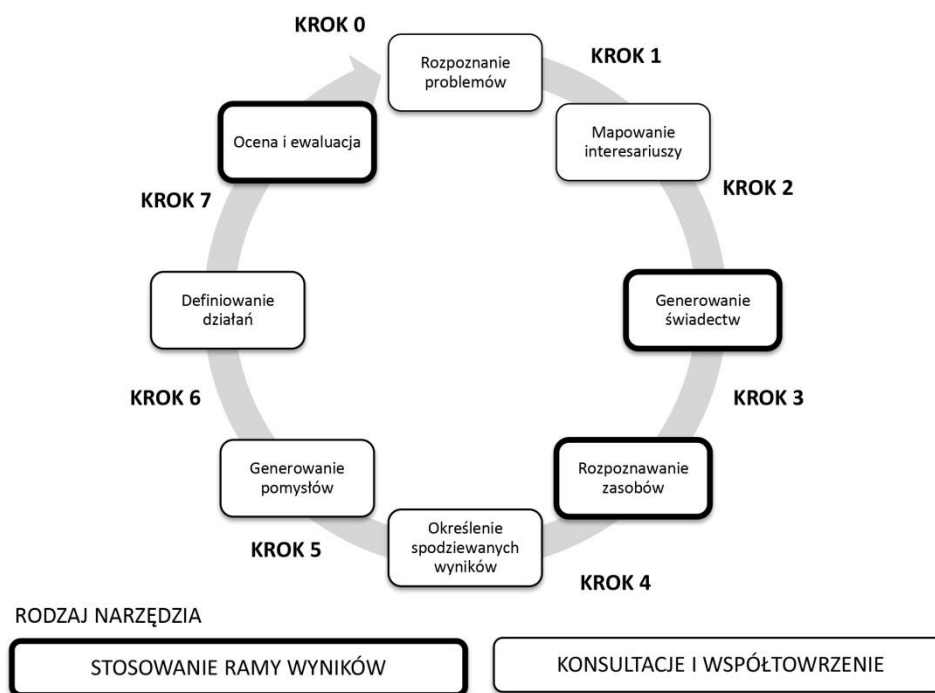 KROK 0
Rozpoznanie
problemów
KROK 1
Mapowanie
interesariuszy
KROK 2
Generowanie
świadectw
KROK 3
Rozpoznawanie
zasobów
KROK 4
Określenie
spodziewanych
wyników
KROK 5
Generowanie
pomysłów
KROK 6
Definiowanie
działań
KROK 7
Ocena i ewaluacja
RODZAJ NARZĘDZIA
STOSOWANIE RAMY WYNIKÓW
KONSULTACJE I WSPÓŁTOWRZENIE